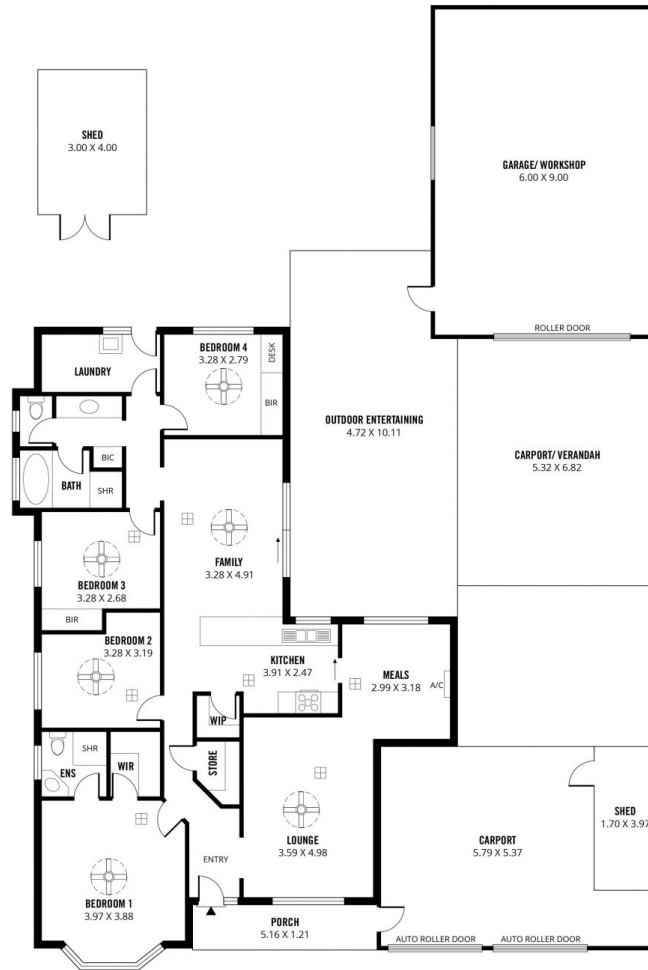 SHED
3.00 X 4.00
GARAGE/ WORKSHOP
6.00 X 9.00
ROLLER DOOR
LAUNDRY
BEDROOM 4
3.28 X 2.79
DESK
BIR
OUTDOOR ENTERTAINING
4.72 X 10.11
CARPORT/ VERANDAH
5.32 X 6.82
BIC
BATH
SHR
FAMILY
3.28 X 4.91
BEDROOM 3
3.28 X 2.68
BIR
BEDROOM 2
3.28 X 3.19
KITCHEN
3.91 X 2.47
MEALS
2.99 X 3.18
A/C
WIP
SHR
ENS
WIR
STORE
LOUNGE
3.59 X 4.98
ENTRY
CARPORT
5.79 X 5.37
SHED
1.70 X 3.97
BEDROOM 1
3.97 X 3.88
PORCH
5.16 X 1.21
AUTO ROLLER DOOR
AUTO ROLLER DOOR